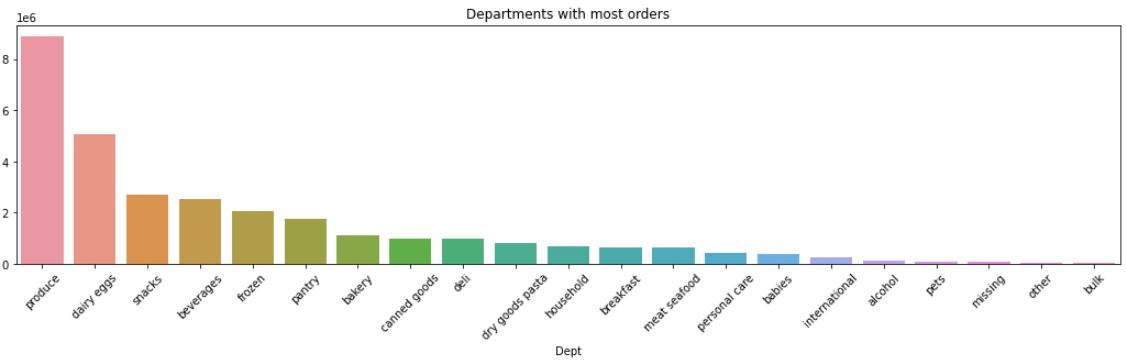 Departments with most orders
1e6
8
6
4
2
0
produce
dairy eggs
snacks
beverages
frozen
pantry
bakery
canned goods
deli
dry goods pasta
household
breakfast
meat seafood
personal care
babies
international
alcohol
pets
missing
other
bulk
Dept